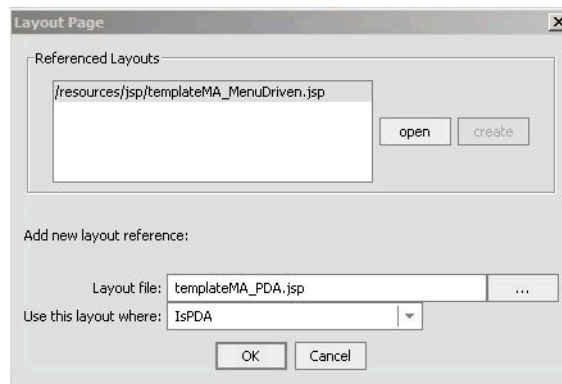 Layout Page
Referenced Layouts
/resources/jsp/templateMA_MenuDriven.jsp
open
create
Add new layout reference:
Layout file: templateMA_PDA.jsp ...
Use this layout where: IsPDA
OK Cancel